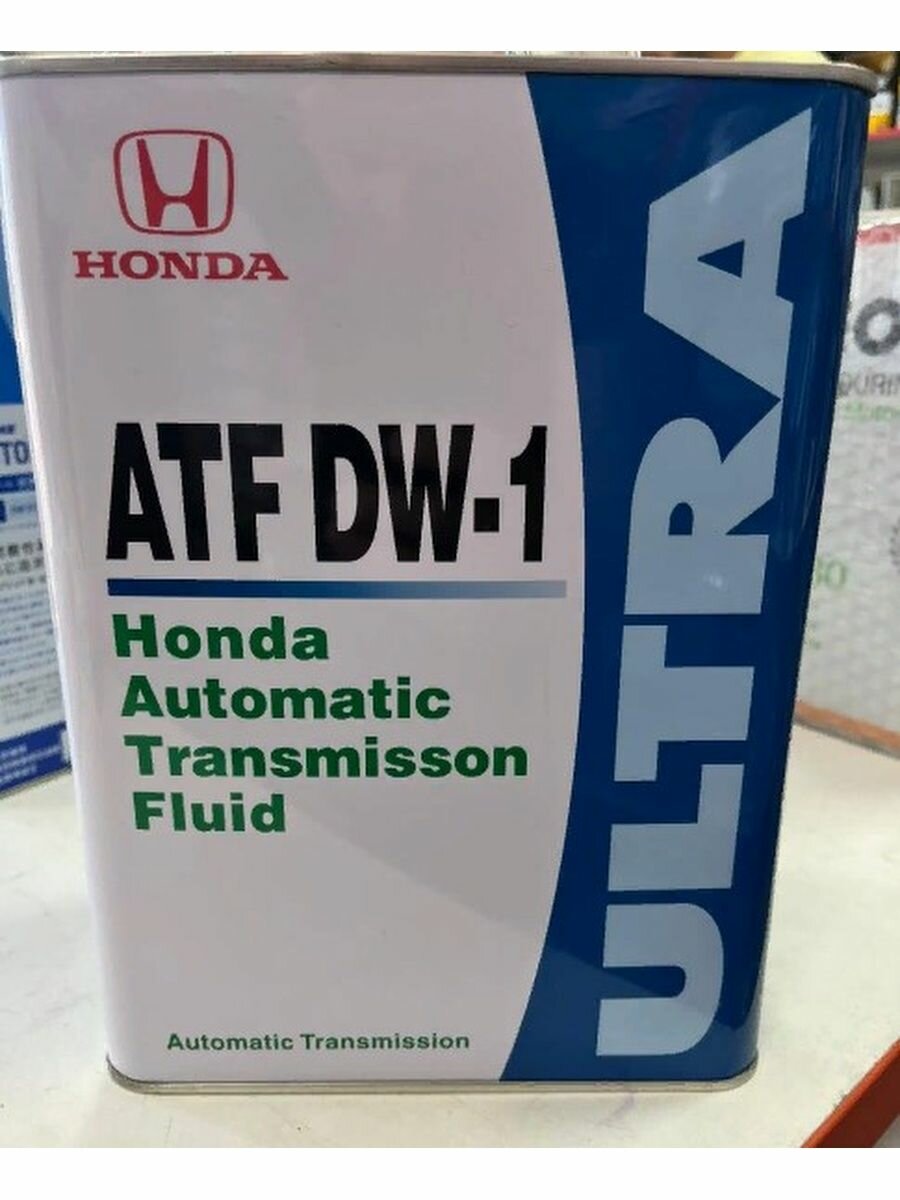 HONDA
ATF DW-1
Honda
Automatic
Transmisson
Fluid
Automatic Transmission
ULTRA